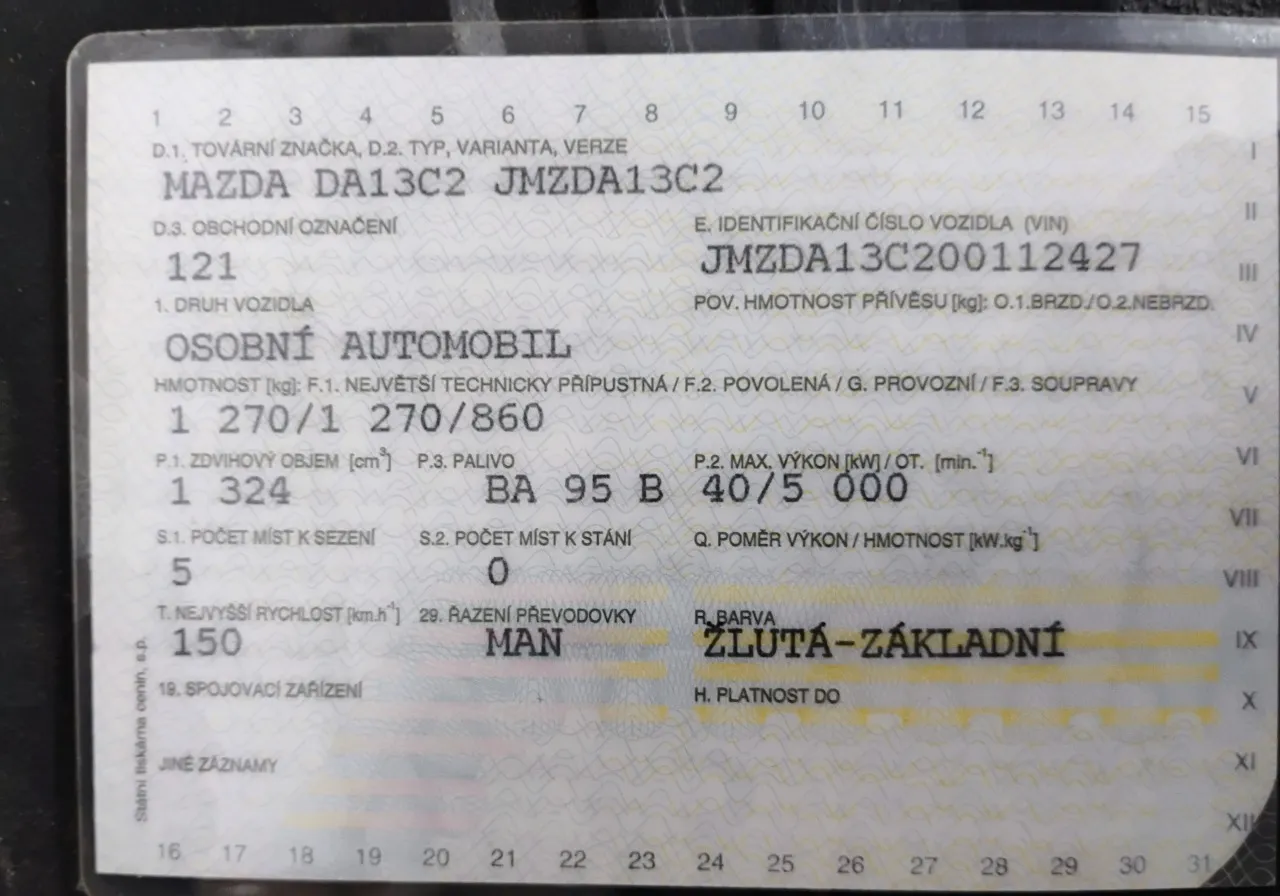 1 2 3 4 5 6 7 8 9 10 11 12 13 14 15
D.1. TOVÁRNÍ ZNAČKA, D.2. TYP, VARIANTA, VERZE
I
MAZDA DA13C2 JMZDA13C2
D.3. OBCHODNÍ OZNAČENÍ E. IDENTIFIKAČNÍ ČÍSLO VOZIDLA (VIN)
II
121 JMZDA13C200112427
III
1. DRUH VOZIDLA POV. HMOTNOST PŘÍVĚSU [kg]: O.1.BRZD./O.2.NEBRZD.
OSOBNÍ AUTOMOBIL
IV
HMOTNOST [kg]: F.1. NEJVĚTŠÍ TECHNICKY PŘÍPUSTNÁ / F.2. POVOLENÁ / G. PROVOZNÍ / F.3. SOUPRAVY
V
1 270/1 270/860
P.1. ZDVIHOVÝ OBJEM [cm³] P.3. PALIVO P.2. MAX. VÝKON [kW] / OT. [min.⁻¹]
VI
1 324 BA 95 B 40/5 000
VII
S.1. POČET MÍST K SEZENÍ S.2. POČET MÍST K STÁNÍ Q. POMĚR VÝKON / HMOTNOST [kW.kg⁻¹]
5 0
VIII
T. NEJVYŠŠÍ RYCHLOST [km.h⁻¹] 29. ŘAZENÍ PŘEVODOVKY R. BARVA
150 MAN ŽLUTÁ-ZÁKLADNÍ
IX
19. SPOJOVACÍ ZAŘÍZENÍ H. PLATNOST DO
X
JINÉ ZÁZNAMY
XI
XII
16 17 18 19 20 21 22 23 24 25 26 27 28 29 30 31
Státní tiskárna cenin, s.p.